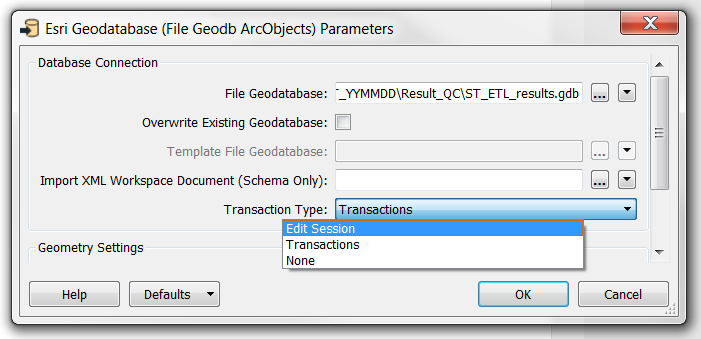 Esri Geodatabase (File Geodb ArcObjects) Parameters
Database Connection
File Geodatabase: _YYMMDD\Result_QC\ST_ETL_results.gdb ...
Overwrite Existing Geodatabase:
Template File Geodatabase: ...
Import XML Workspace Document (Schema Only): ...
Transaction Type: Transactions
Edit Session
Transactions
None
Geometry Settings
Help Defaults OK Cancel